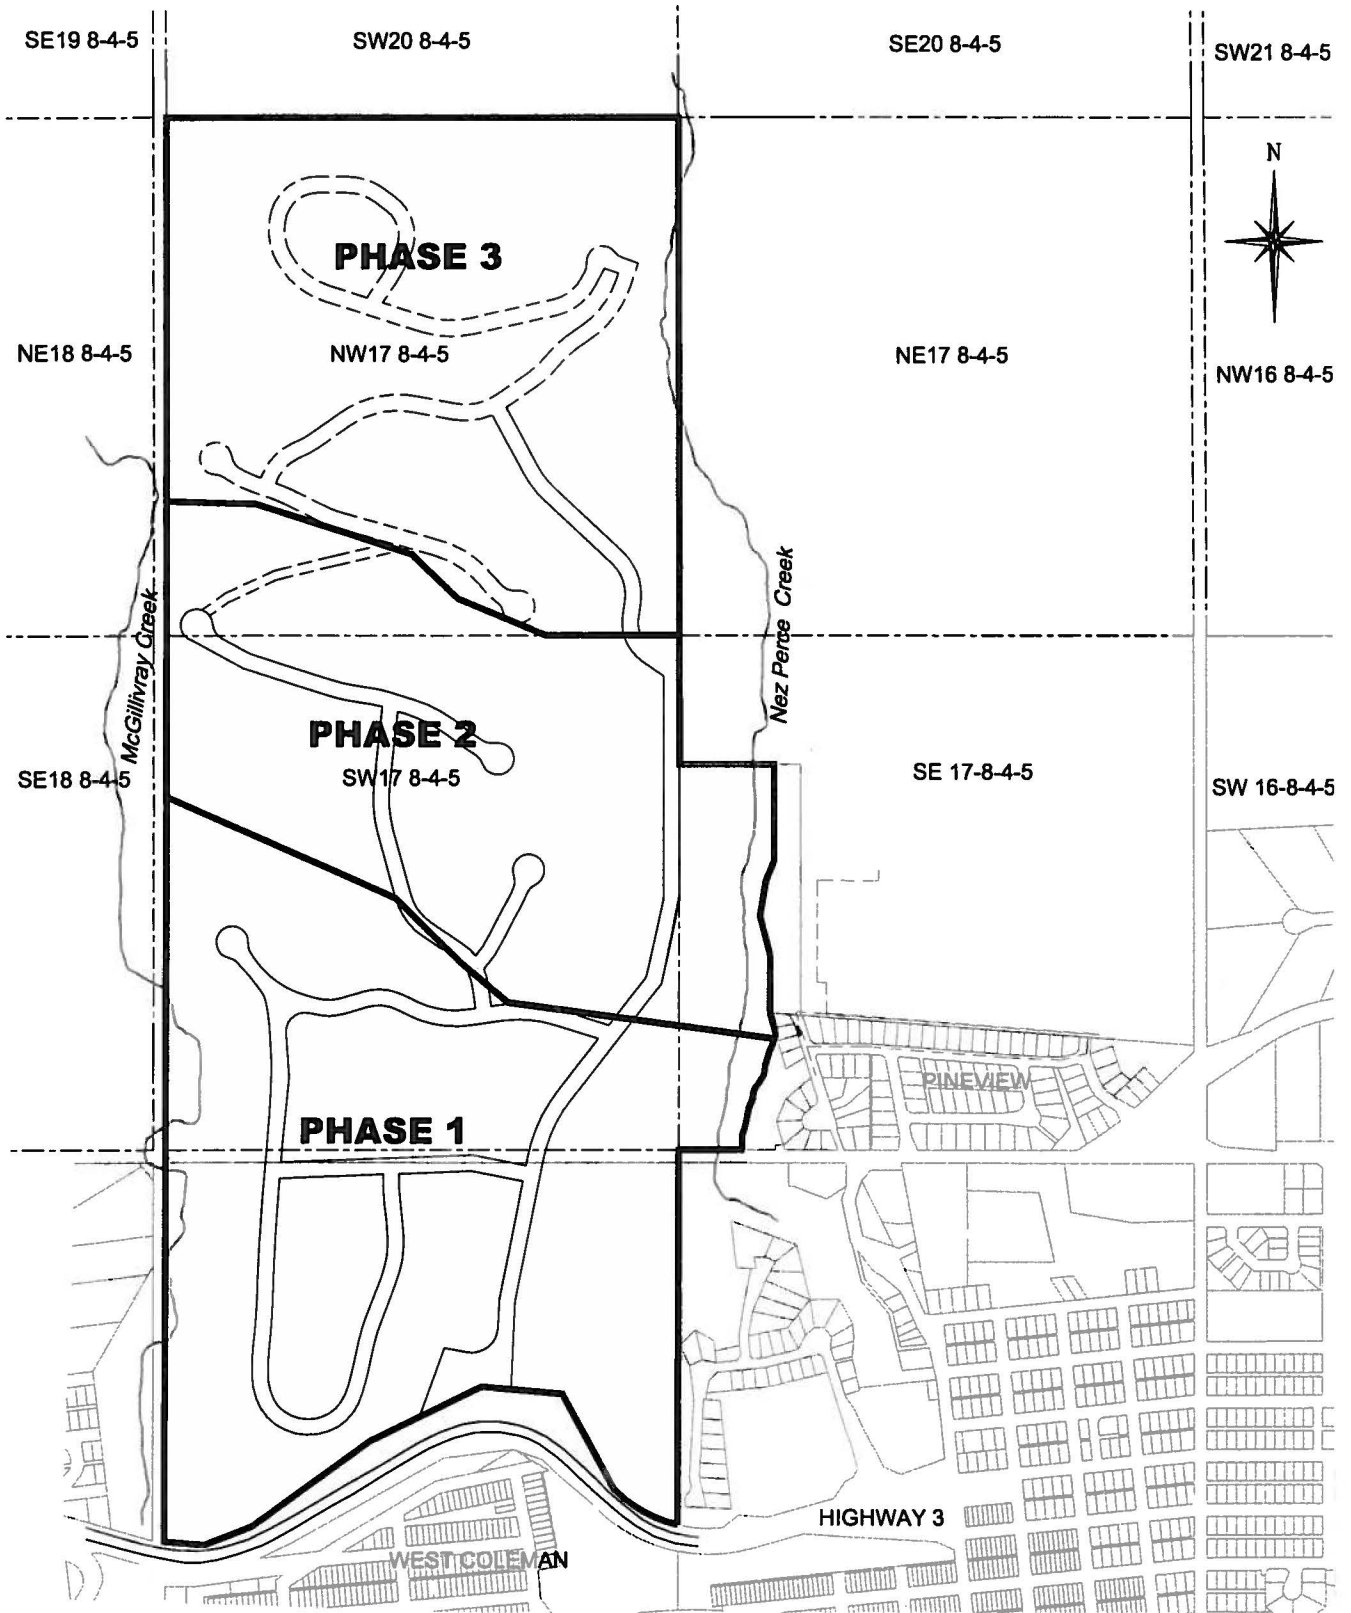 SE19 8-4-5
SW20 8-4-5
SE20 8-4-5
SW21 8-4-5
N
PHASE 3
NE18 8-4-5
NW17 8-4-5
NE17 8-4-5
NW16 8-4-5
McGillivray Creek
Nez Perce Creek
PHASE 2
SE18 8-4-5
SW17 8-4-5
SE 17-8-4-5
SW 16-8-4-5
PINEVIEW
PHASE 1
HIGHWAY 3
WEST COLEMAN